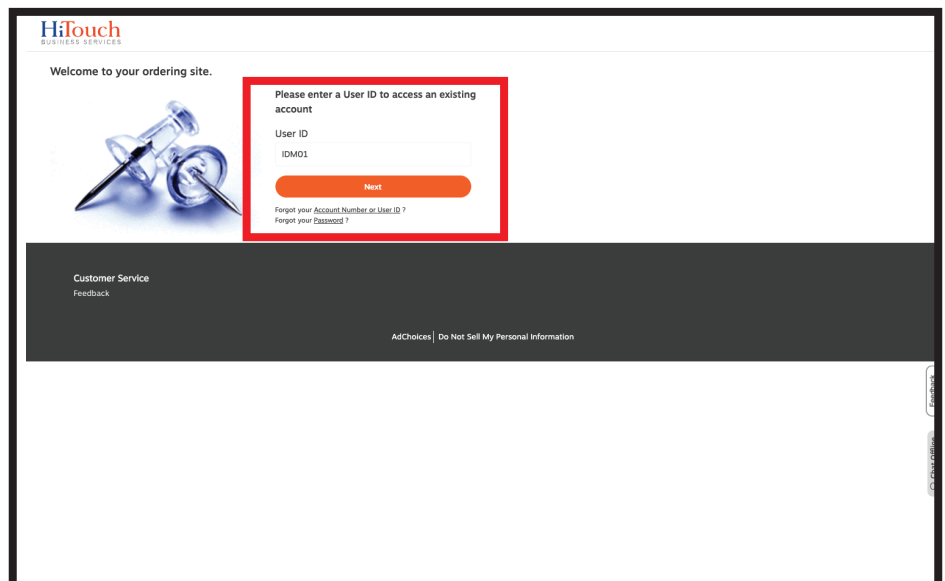 HiTouch
BUSINESS SERVICES
Welcome to your ordering site.
Please enter a User ID to access an existing
account
User ID
IDM01
Next
Forgot your Account Number or User ID ?
Forgot your Password ?
Customer Service
Feedback
AdChoices| Do Not Sell My Personal Information
Feedback
Chat Offline